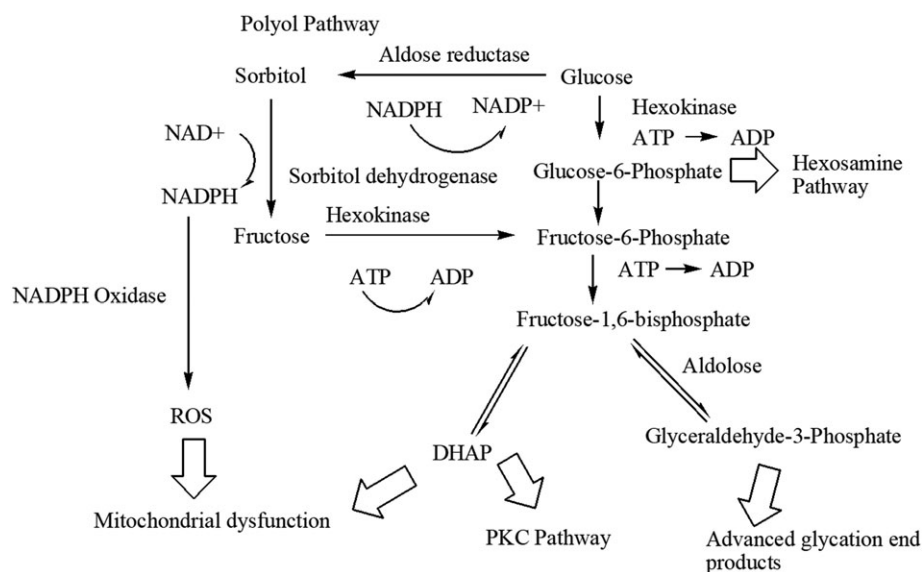 Polyol Pathway
Aldose reductase
Sorbitol
Glucose
NADPH
NADP+
Hexokinase
ATP
ADP
NAD+
Sorbitol dehydrogenase
Glucose-6-Phosphate
Hexosamine
Pathway
NADPH
Hexokinase
Fructose
Fructose-6-Phosphate
ATP
ADP
ATP
ADP
NADPH Oxidase
Fructose-1,6-bisphosphate
Aldolose
ROS
DHAP
Glyceraldehyde-3-Phosphate
Mitochondrial dysfunction
PKC Pathway
Advanced glycation end
products